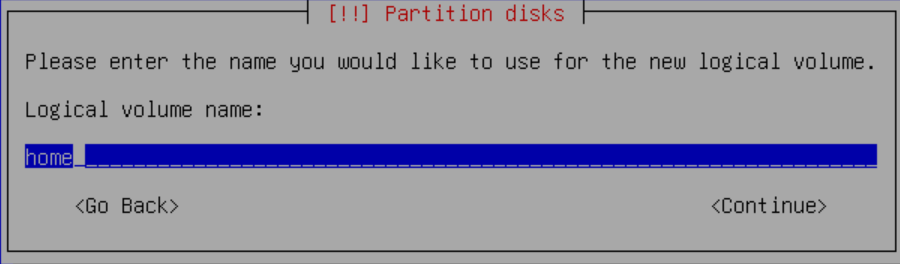 [!!] Partition disks
Please enter the name you would like to use for the new logical volume.
Logical volume name:
home
<Go Back> <Continue>